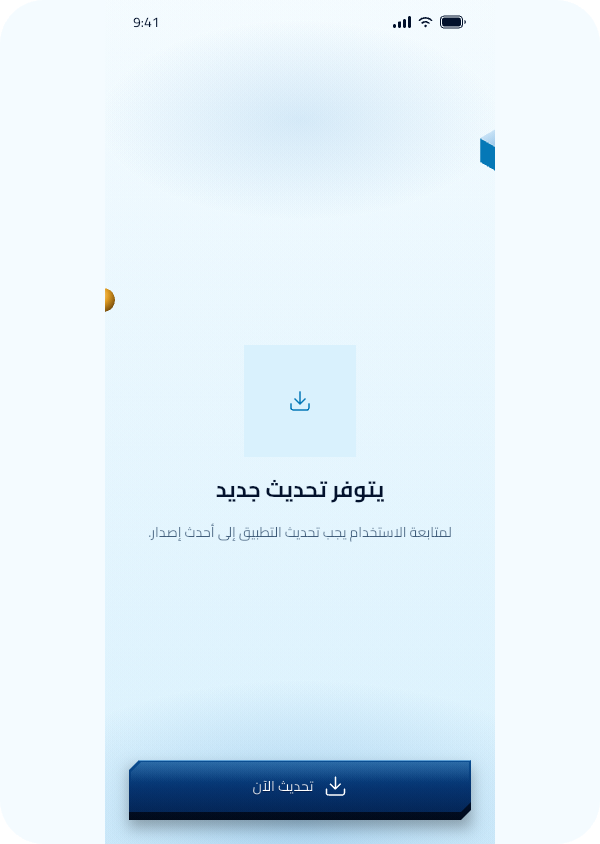 9:41
يتوفر تحديث جديد
لمتابعة الاستخدام يجب تحديث التطبيق إلى أحدث إصدار.
تحديث الآن